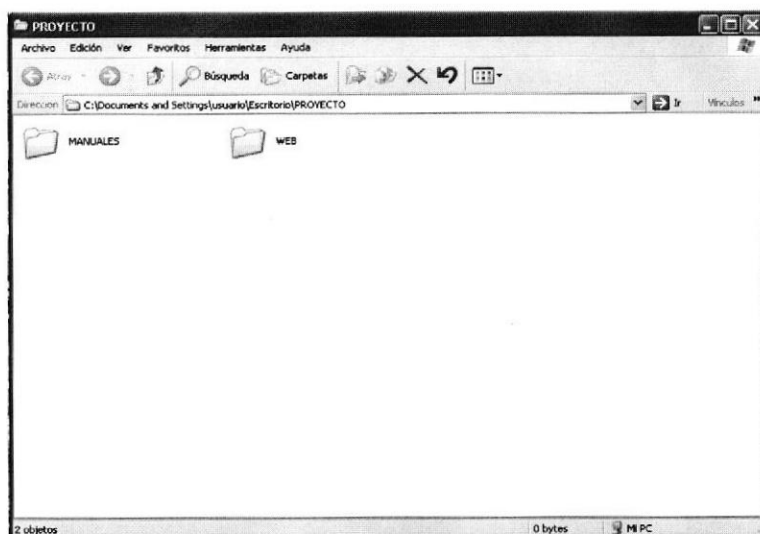 PROYECTO
Archivo Edición Ver Favoritos Herramientas Ayuda
Atrás Búsqueda Carpetas
Dirección C:\Documents and Settings\usuario\Escritorio\PROYECTO Ir Vínculos »
MANUALES WEB
2 objetos 0 bytes Mi PC